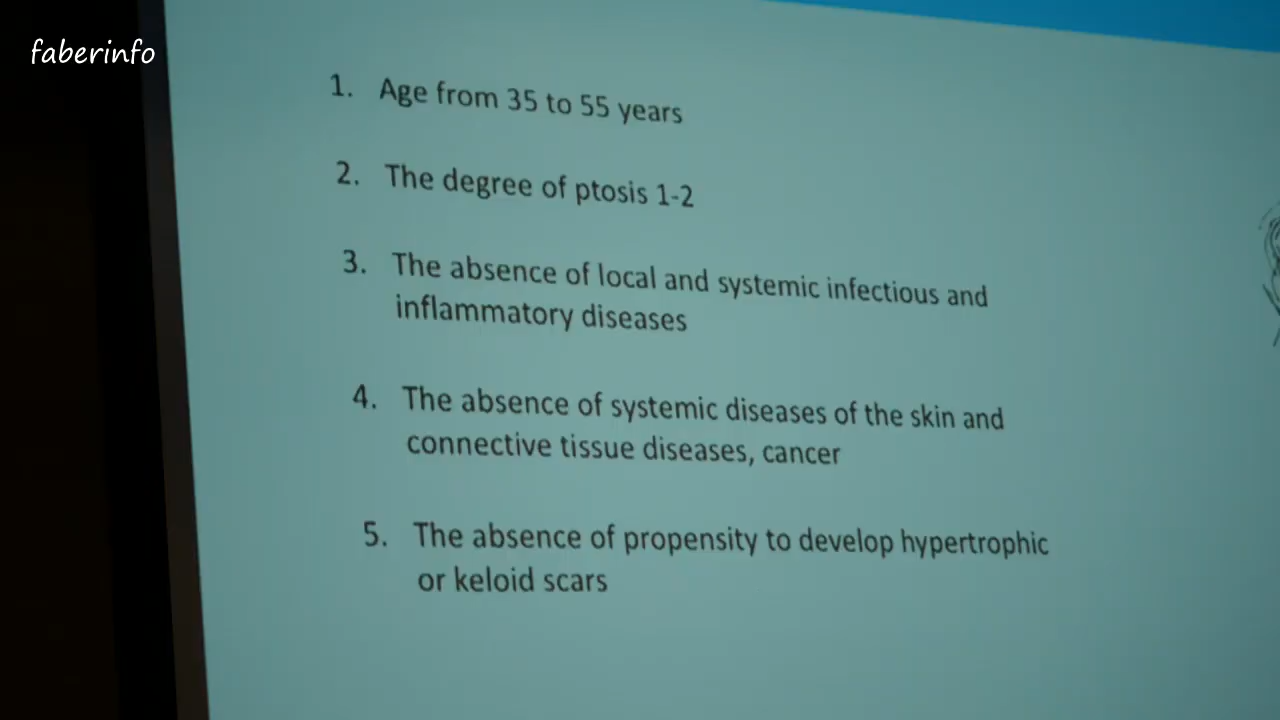 faberinfo
1. Age from 35 to 55 years
2. The degree of ptosis 1-2
3. The absence of local and systemic infectious and
inflammatory diseases
4. The absence of systemic diseases of the skin and
connective tissue diseases, cancer
5. The absence of propensity to develop hypertrophic
or keloid scars